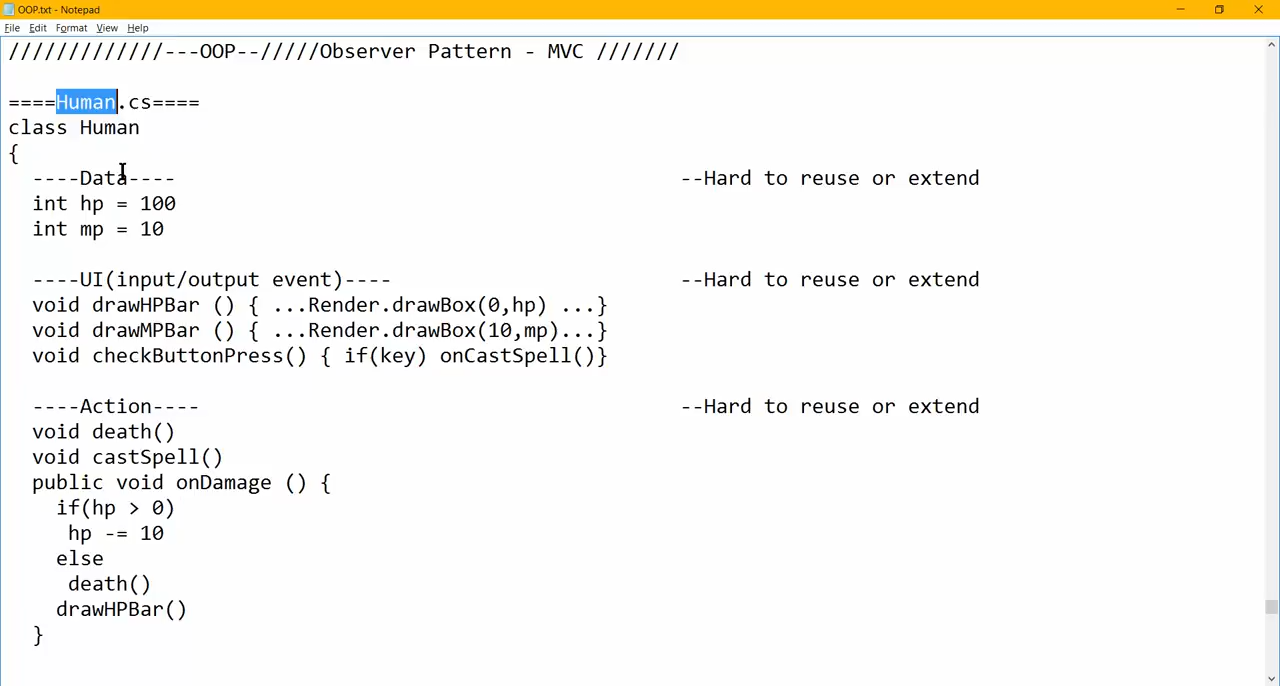 OOP.txt - Notepad
File Edit Format View Help
/////////////---OOP--/////Observer Pattern - MVC ///////
====Human.cs====
class Human
{
----Data---- --Hard to reuse or extend
int hp = 100
int mp = 10
----UI(input/output event)---- --Hard to reuse or extend
void drawHPBar () { ...Render.drawBox(0,hp) ...}
void drawMPBar () { ...Render.drawBox(10,mp)...}
void checkButtonPress() { if(key) onCastSpell()}
----Action---- --Hard to reuse or extend
void death()
void castSpell()
public void onDamage () {
if(hp > 0)
hp -= 10
else
death()
drawHPBar()
}